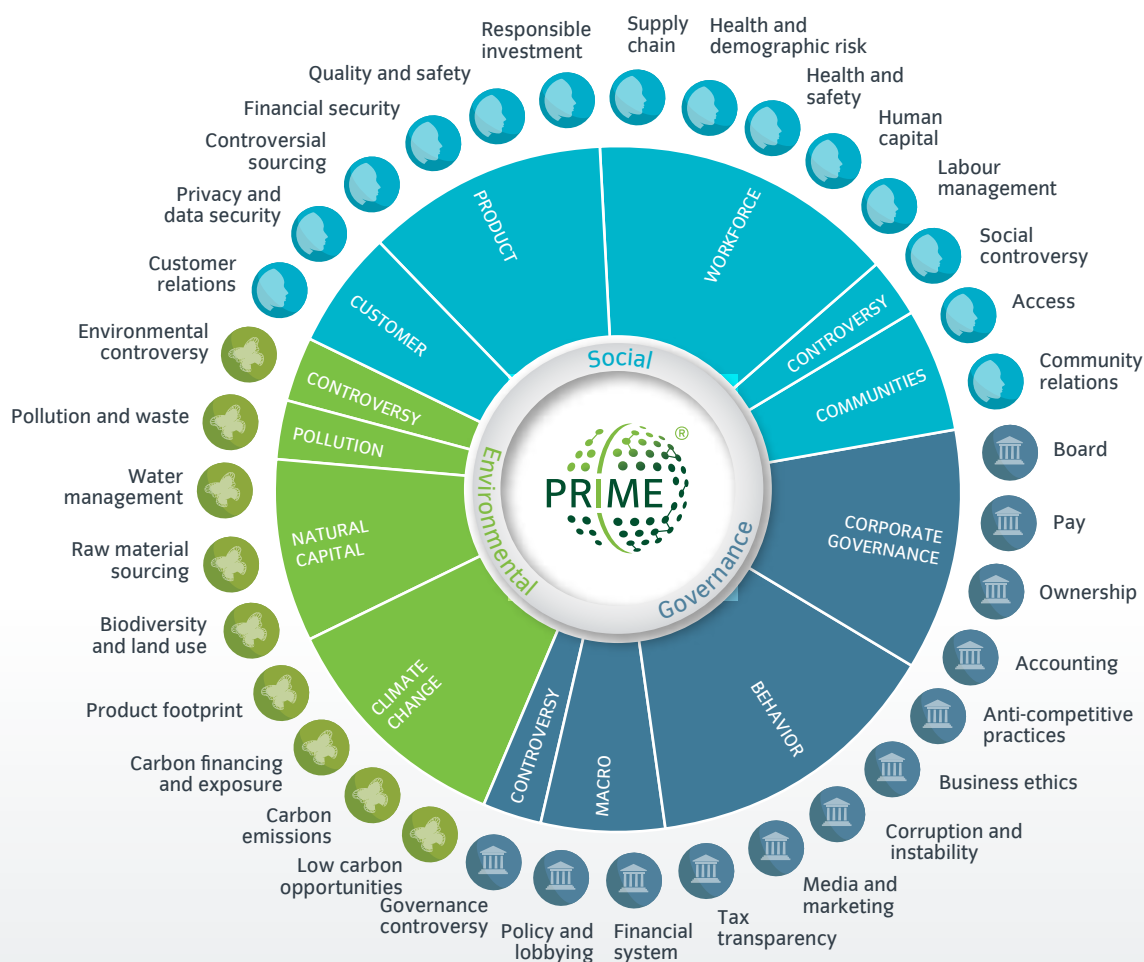 Responsible
investment
Supply
chain
Health and
demographic risk
Quality and safety
Health and
safety
Financial security
Human
capital
Controversial
sourcing
Labour
management
Privacy and
data security
Social
controversy
Customer
relations
Access
Environmental
controversy
Community
relations
Pollution and waste
Board
Water
management
Pay
Raw material
sourcing
Ownership
Biodiversity
and land use
Accounting
Product footprint
Anti-competitive
practices
Carbon financing
and exposure
Business ethics
Carbon
emissions
Corruption and
instability
Low carbon
opportunities
Media and
marketing
Governance
controversy
Policy and
lobbying
Financial
system
Tax
transparency
PRODUCT
WORKFORCE
CUSTOMER
CONTROVERSY
COMMUNITIES
CONTROVERSY
POLLUTION
NATURAL
CAPITAL
CORPORATE
GOVERNANCE
CLIMATE
CHANGE
BEHAVIOR
CONTROVERSY
MACRO
Social
Environmental
Governance
PRIME®